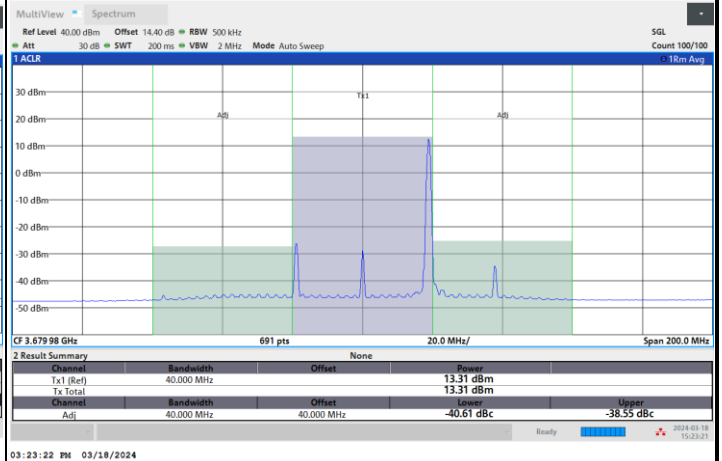 MultiView Spectrum
Ref Level 40.00 dBm Offset 14.40 dB RBW 500 kHz SGL
Att 30 dB SWT 200 ms VBW 2 MHz Mode Auto Sweep Count 100/100
1 ACLR 1Rm Avg
Tx1
30 dBm
Adj Adj
20 dBm
10 dBm
0 dBm
-10 dBm
-20 dBm
-30 dBm
-40 dBm
-50 dBm
CF 3.679 98 GHz 691 pts 20.0 MHz/ Span 200.0 MHz
2 Result Summary None
Channel Bandwidth Offset Power
Tx1 (Ref) 40.000 MHz 13.31 dBm
Tx Total 13.31 dBm
Channel Bandwidth Offset Lower Upper
Adj 40.000 MHz 40.000 MHz -40.61 dBc -38.55 dBc
Ready 2024-03-18
15:23:21
03:23:22 PM 03/18/2024